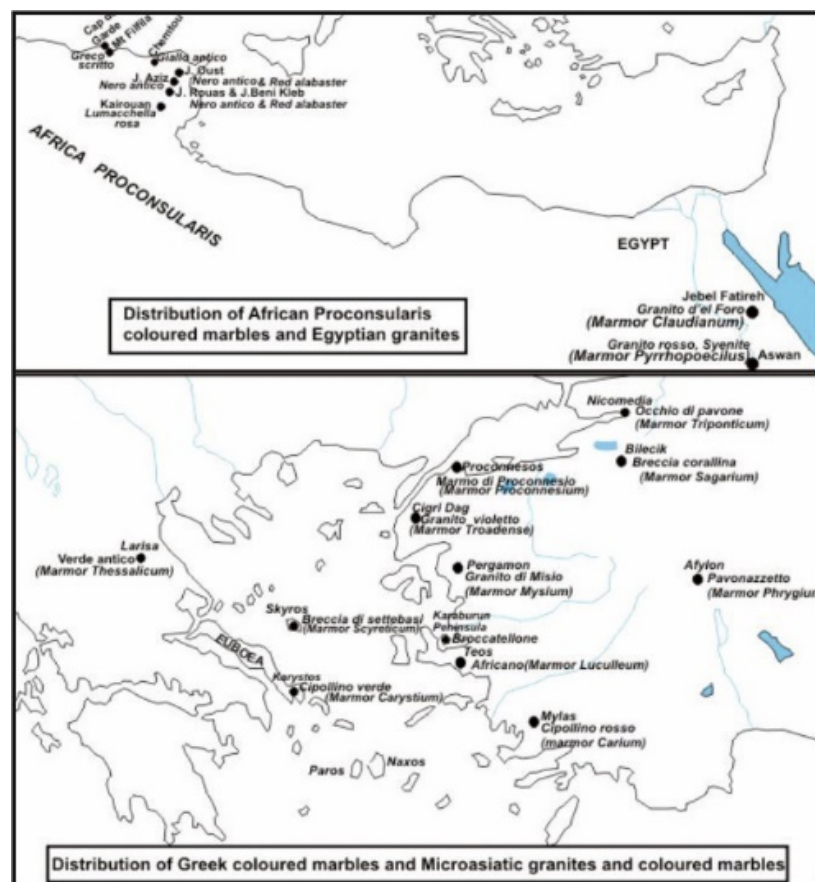 Cap de
Garde
Mt Filfila
Greco
scritto
Chemtou
Giallo antico
J. Oust
J. Aziz
Nero antico & Red alabaster
Nero antico
J. Rouas & J.Beni Kleb
Kairouan
Nero antico & Red alabaster
Lumacchella
rosa
AFRICA PROCONSULARIS
EGYPT
Distribution of African Proconsularis
coloured marbles and Egyptian granites
Jebel Fatireh
Granito d'el Foro
(Marmor Claudianum)
Granito rosso, Syenite
(Marmor Pyrrhopoecilus) Aswan
Nicomedia
Occhio di pavone
(Marmor Triponticum)
Bilecik
Breccia corallina
(Marmor Sagarium)
Proconnesos
Marmo di Proconnesio
(Marmor Proconnesium)
Cigri Dag
Granito violetto
(Marmor Troadense)
Larisa
Verde antico
(Marmor Thessalicum)
Pergamon
Granito di Misio
(Marmor Mysium)
Afylon
Pavonazzetto
(Marmor Phrygium
Skyros
Breccia di settebasi
(Marmor Scyreticum)
Karaburun
Peninsula
Broccatellone
EUBOEA
Teos
Africano(Marmor Luculleum)
Karystos
Cipollino verde
(Marmor Carystium)
Mylas
Cipollino rosso
(marmor Carium)
Paros
Naxos
Distribution of Greek coloured marbles and Microasiatic granites and coloured marbles